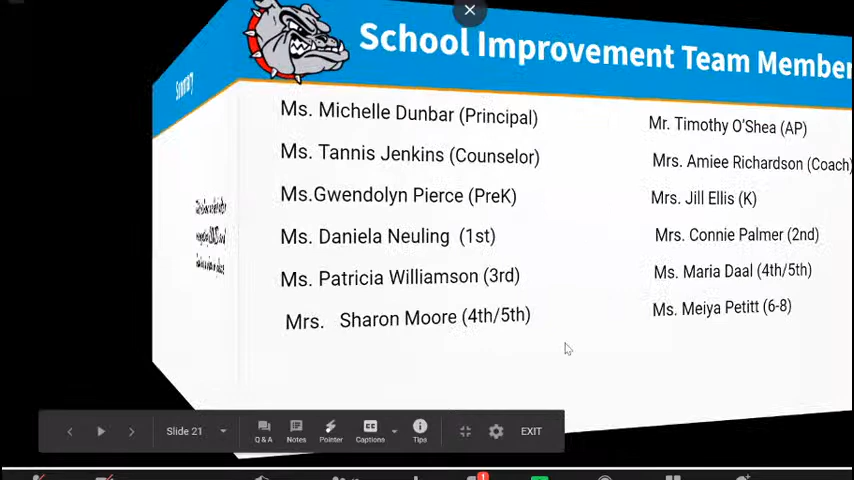 School Improvement Team Member
Summary
Ms. Michelle Dunbar (Principal)
Ms. Tannis Jenkins (Counselor)
Ms.Gwendolyn Pierce (PreK)
Ms. Daniela Neuling (1st)
Ms. Patricia Williamson (3rd)
Mrs. Sharon Moore (4th/5th)
Mr. Timothy O'Shea (AP)
Mrs. Amiee Richardson (Coach)
Mrs. Jill Ellis (K)
Mrs. Connie Palmer (2nd)
Ms. Maria Daal (4th/5th)
Ms. Meiya Petitt (6-8)
Slide 21
Q & A
Notes
Pointer
Captions
Tips
EXIT
1